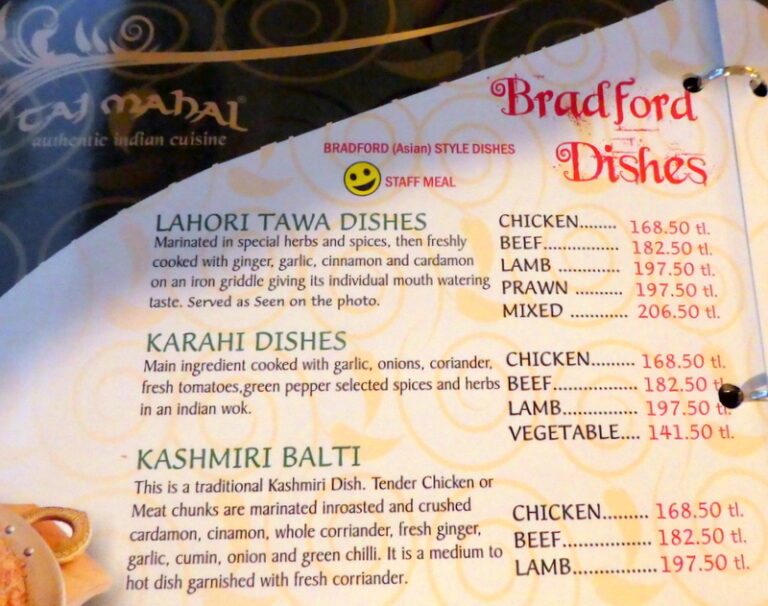 taj mahal
authentic indian cuisine
Bradford
Dishes
BRADFORD (Asian) STYLE DISHES
STAFF MEAL
LAHORI TAWA DISHES
Marinated in special herbs and spices, then freshly
cooked with ginger, garlic, cinnamon and cardamon
on an iron griddle giving its individual mouth watering
taste. Served as Seen on the photo.
CHICKEN........ 168.50 tl.
BEEF................. 182.50 tl.
LAMB ............. 197.50 tl.
PRAWN .......... 197.50 tl.
MIXED ............ 206.50 tl.
KARAHI DISHES
Main ingredient cooked with garlic, onions, coriander,
fresh tomatoes,green pepper selected spices and herbs
in an indian wok.
CHICKEN......... 168.50 tl.
BEEF.................. 182.50 tl.
LAMB................ 197.50 tl.
VEGETABLE.... 141.50 tl.
KASHMIRI BALTI
This is a traditional Kashmiri Dish. Tender Chicken or
Meat chunks are marinated inroasted and crushed
cardamon, cinamon, whole corriander, fresh ginger,
garlic, cumin, onion and green chilli. It is a medium to
hot dish garnished with fresh corriander.
CHICKEN......... 168.50 tl.
BEEF.................. 182.50 tl.
LAMB................. 197.50 tl.